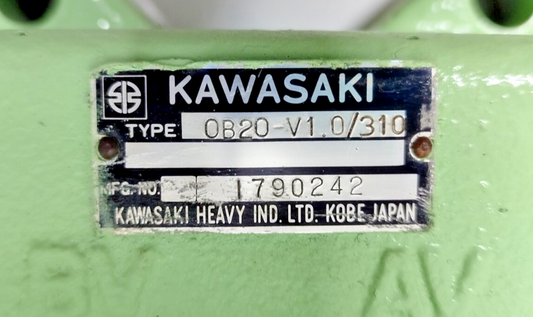 KAWASAKI
TYPE OB20-V1.0/310
MFG. NO. 1790242
KAWASAKI HEAVY IND. LTD. KOBE JAPAN